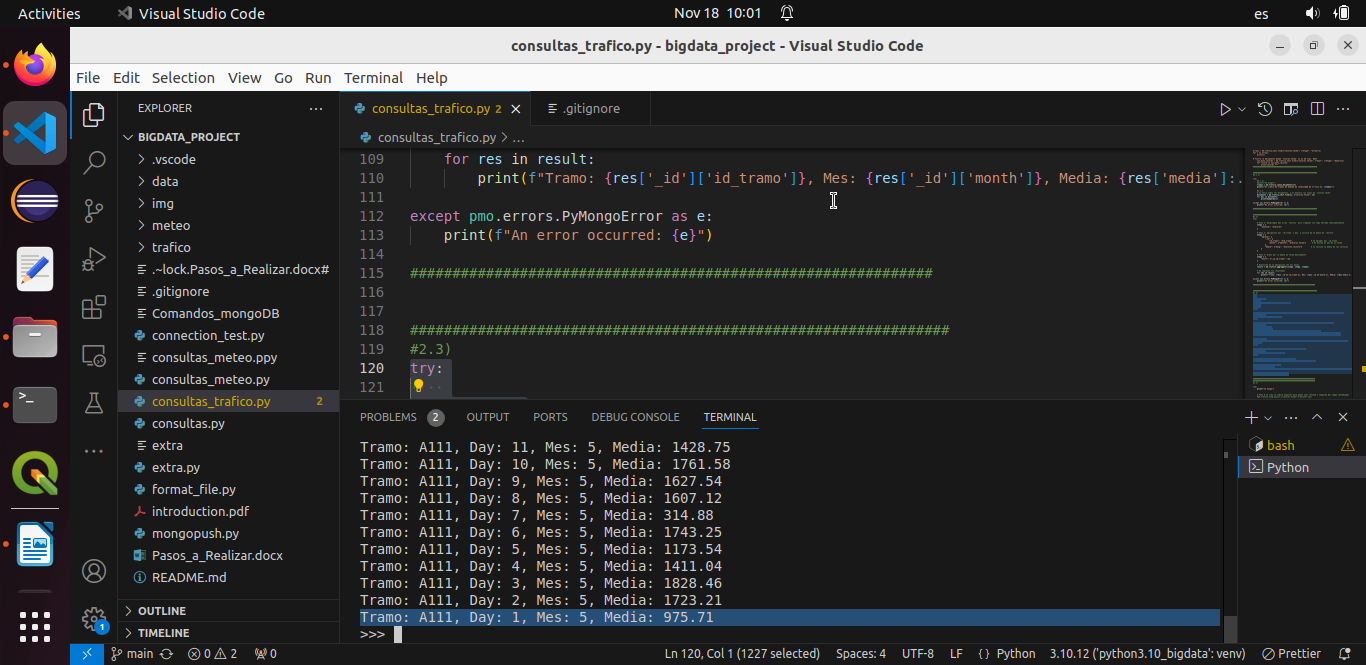 Activities
Visual Studio Code
Nov 18 10:01
es
consultas_trafico.py - bigdata_project - Visual Studio Code
File Edit Selection View Go Run Terminal Help
EXPLORER
BIGDATA_PROJECT
.vscode
data
img
meteo
trafico
.~lock.Pasos_a_Realizar.docx#
.gitignore
Comandos_mongoDB
connection_test.py
consultas_meteo.ppy
consultas_meteo.py
consultas_trafico.py 2
consultas.py
extra
extra.py
format_file.py
introduction.pdf
mongopush.py
Pasos_a_Realizar.docx
README.md
OUTLINE
TIMELINE
consultas_trafico.py 2
.gitignore
consultas_trafico.py > ...
109 for res in result:
110 print(f"Tramo: {res['_id']['id_tramo']}, Mes: {res['_id']['month']}, Media: {res['media']:.
111
112 except pmo.errors.PyMongoError as e:
113 print(f"An error occurred: {e}")
114
115 ##############################################################
116
117
118 ################################################################
119 #2.3)
120 try:
121
PROBLEMS 2 OUTPUT PORTS DEBUG CONSOLE TERMINAL
Tramo: A111, Day: 11, Mes: 5, Media: 1428.75
Tramo: A111, Day: 10, Mes: 5, Media: 1761.58
Tramo: A111, Day: 9, Mes: 5, Media: 1627.54
Tramo: A111, Day: 8, Mes: 5, Media: 1607.12
Tramo: A111, Day: 7, Mes: 5, Media: 314.88
Tramo: A111, Day: 6, Mes: 5, Media: 1743.25
Tramo: A111, Day: 5, Mes: 5, Media: 1173.54
Tramo: A111, Day: 4, Mes: 5, Media: 1411.04
Tramo: A111, Day: 3, Mes: 5, Media: 1828.46
Tramo: A111, Day: 2, Mes: 5, Media: 1723.21
Tramo: A111, Day: 1, Mes: 5, Media: 975.71
>>>
bash
Python
1
main 0 2 0
Ln 120, Col 1 (1227 selected) Spaces: 4 UTF-8 LF { } Python 3.10.12 ('python3.10_bigdata': venv) Prettier